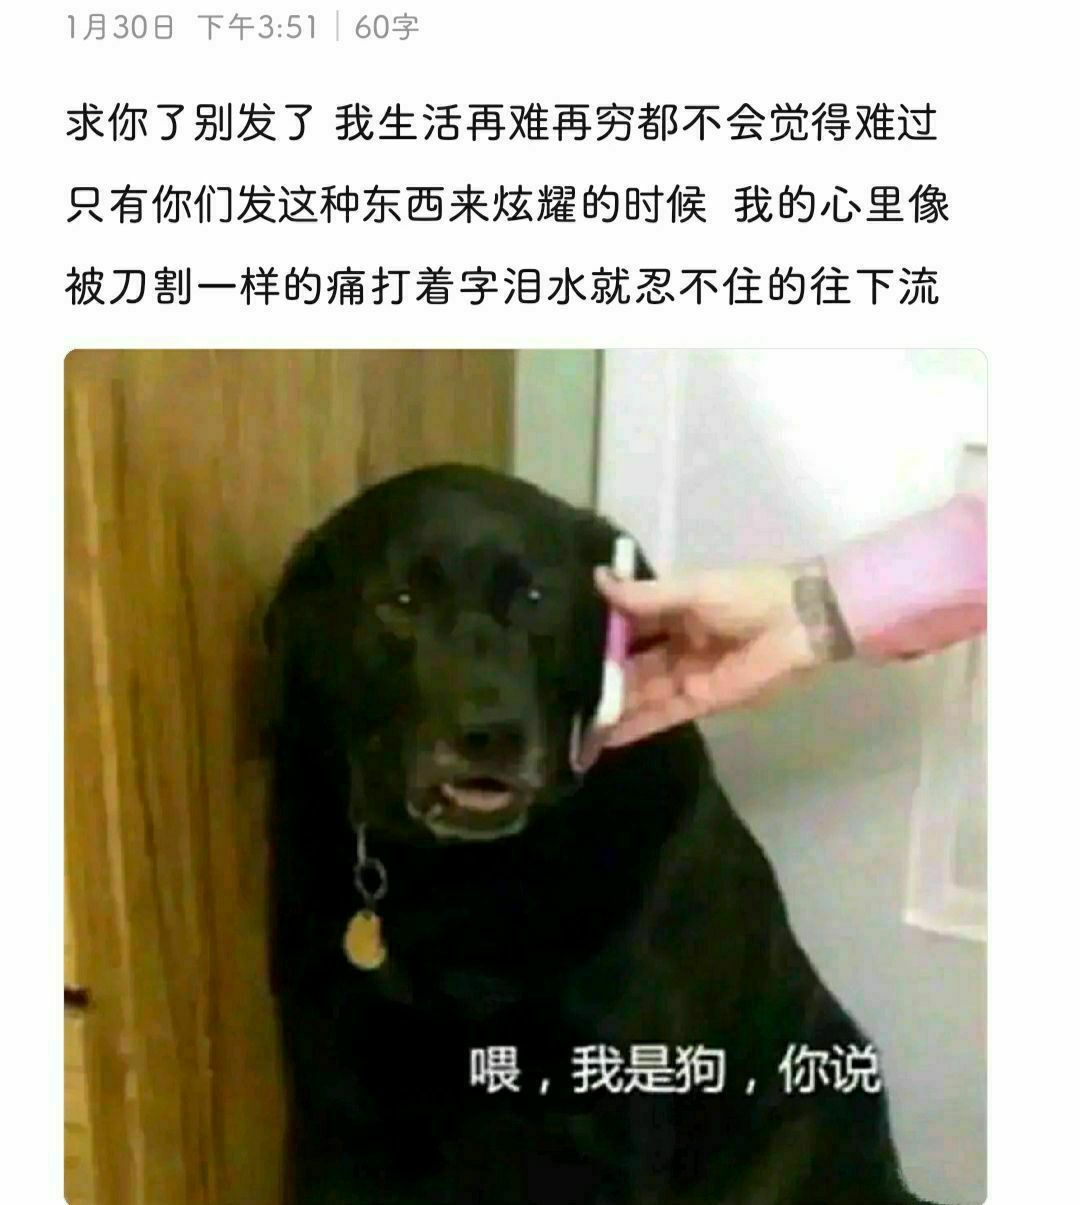 1月30日 下午3:51 | 60字
求你了别发了 我生活再难再穷都不会觉得难过
只有你们发这种东西来炫耀的时候 我的心里像
被刀割一样的痛打着字泪水就忍不住的往下流
喂，我是狗，你说